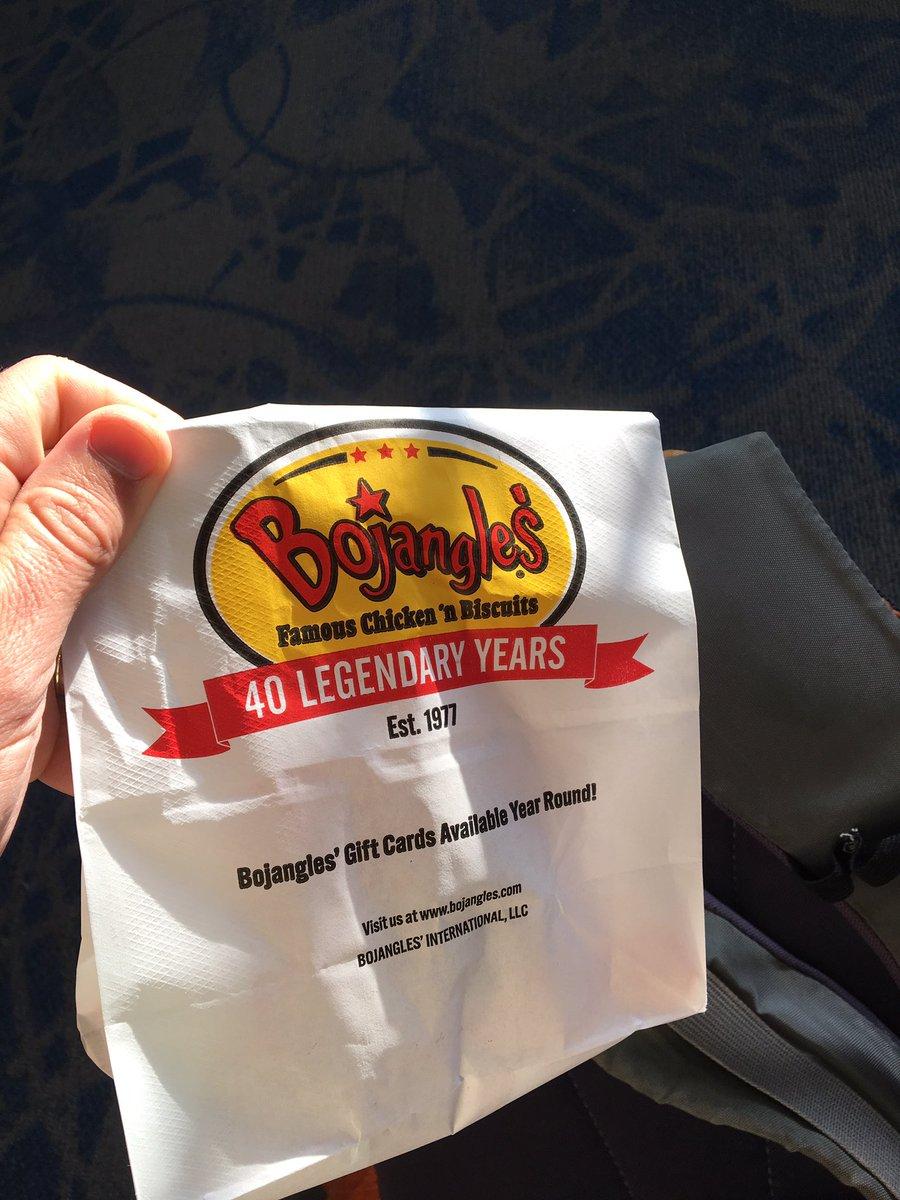 Bojangles'
Famous Chicken 'n Biscuits
40 LEGENDARY YEARS
Est. 1977
Bojangles' Gift Cards Available Year Round!
Visit us at www.bojangles.com
BOJANGLES' INTERNATIONAL, LLC